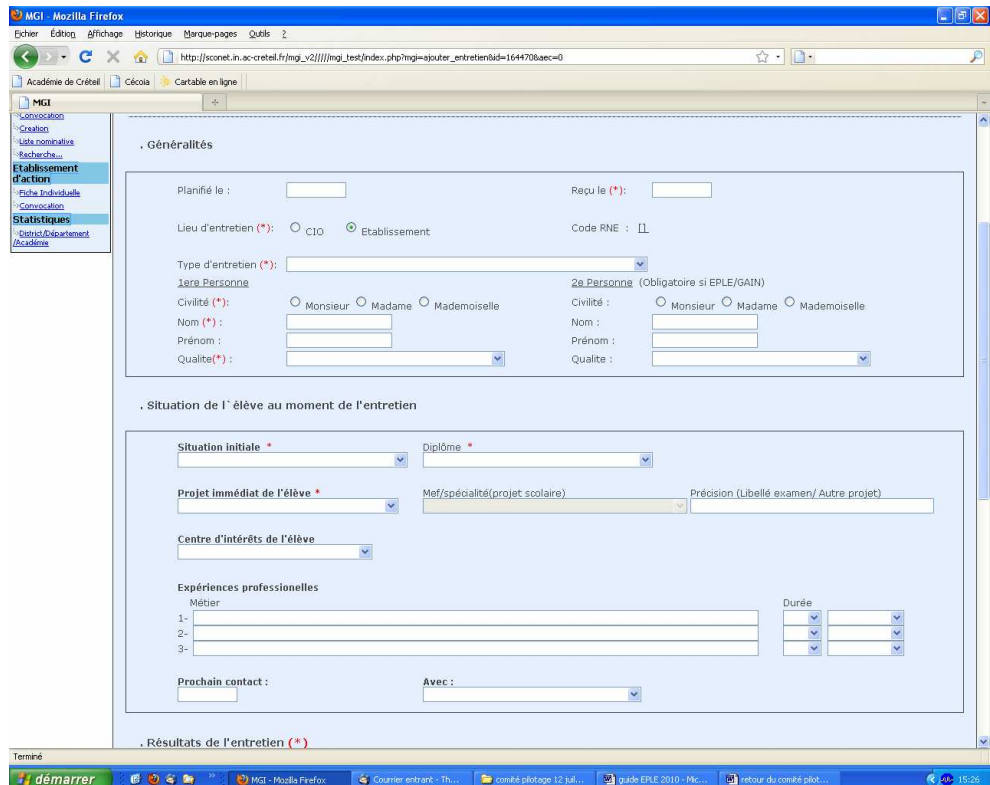 MGI - Mozilla Firefox
Fichier Édition Affichage Historique Marque-pages Outils ?
http://sconet.in.ac-creteil.fr/mgi_v2/////mgi_test/index.php?mgi=ajouter_entretien&id=164470&aec=0
Académie de Créteil Cécoia Cartable en ligne
MGI
Convocation
Creation
Liste nominative
Recherche...
Etablissement
d'action
Fiche Individuelle
Convocation
Statistiques
District/Département
/Académie
. Généralités
Planifié le : Reçu le (*):
Lieu d'entretien (*): CIO Etablissement Code RNE : []
Type d'entretien (*):
1ere Personne 2e Personne (Obligatoire si EPLE/GAIN)
Civilité (*): Monsieur Madame Mademoiselle Civilité : Monsieur Madame Mademoiselle
Nom (*) : Nom :
Prénom : Prénom :
Qualite(*) : Qualite :
. Situation de l`élève au moment de l'entretien
Situation initiale * Diplôme *
Projet immédiat de l'élève * Mef/spécialité(projet scolaire) Précision (Libellé examen/ Autre projet)
Centre d'intérêts de l'élève
Expériences professionelles
Métier Durée
1-
2-
3-
Prochain contact : Avec :
. Résultats de l'entretien (*)
Terminé
démarrer MGI - Mozilla Firefox Courrier entrant - Th... comité pilotage 12 juil... guide EPLE 2010 - Mic... retour du comité pilot... 15:26